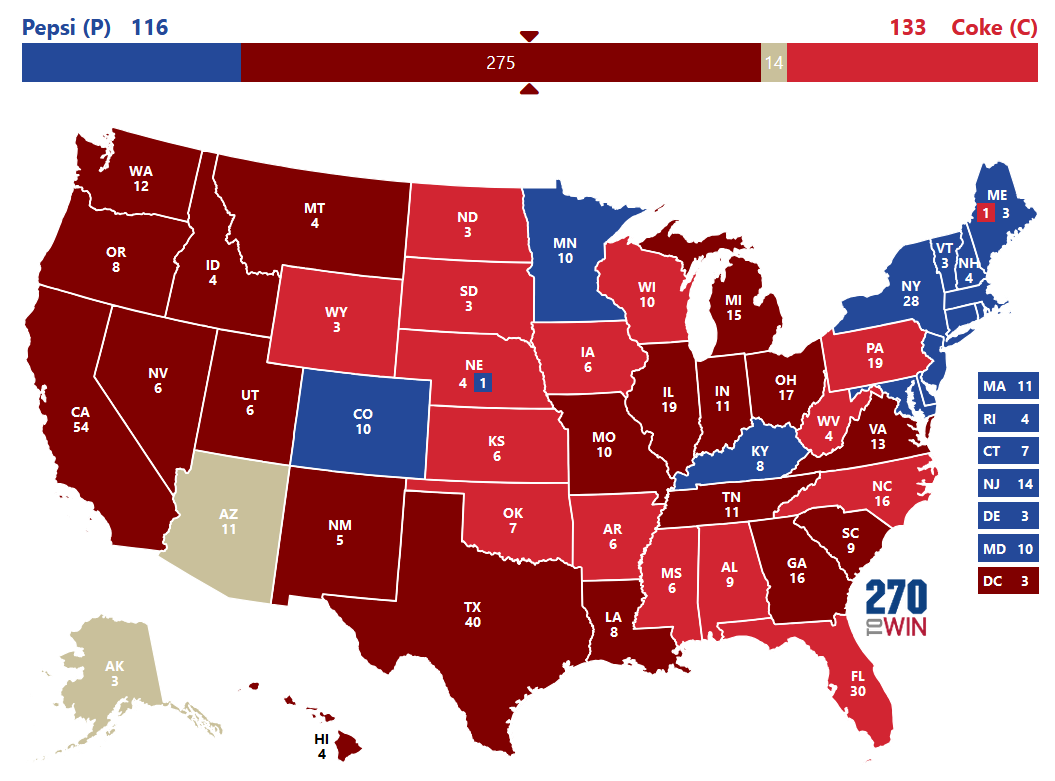 Pepsi (P) 116
133 Coke (C)
275
14
WA
12
OR
8
ID
4
MT
4
ND
3
SD
3
WY
3
NE
4 1
MN
10
WI
10
IA
6
MI
15
ME
1 3
VT
3
NH
4
NY
28
PA
19
NV
6
UT
6
CA
54
CO
10
KS
6
MO
10
IL
19
IN
11
OH
17
WV
4
VA
13
KY
8
MA 11
RI 4
CT 7
NJ 14
DE 3
MD 10
DC 3
AZ
11
NM
5
OK
7
AR
6
TN
11
NC
16
SC
9
MS
6
AL
9
GA
16
TX
40
LA
8
FL
30
AK
3
HI
4
270
TO WIN